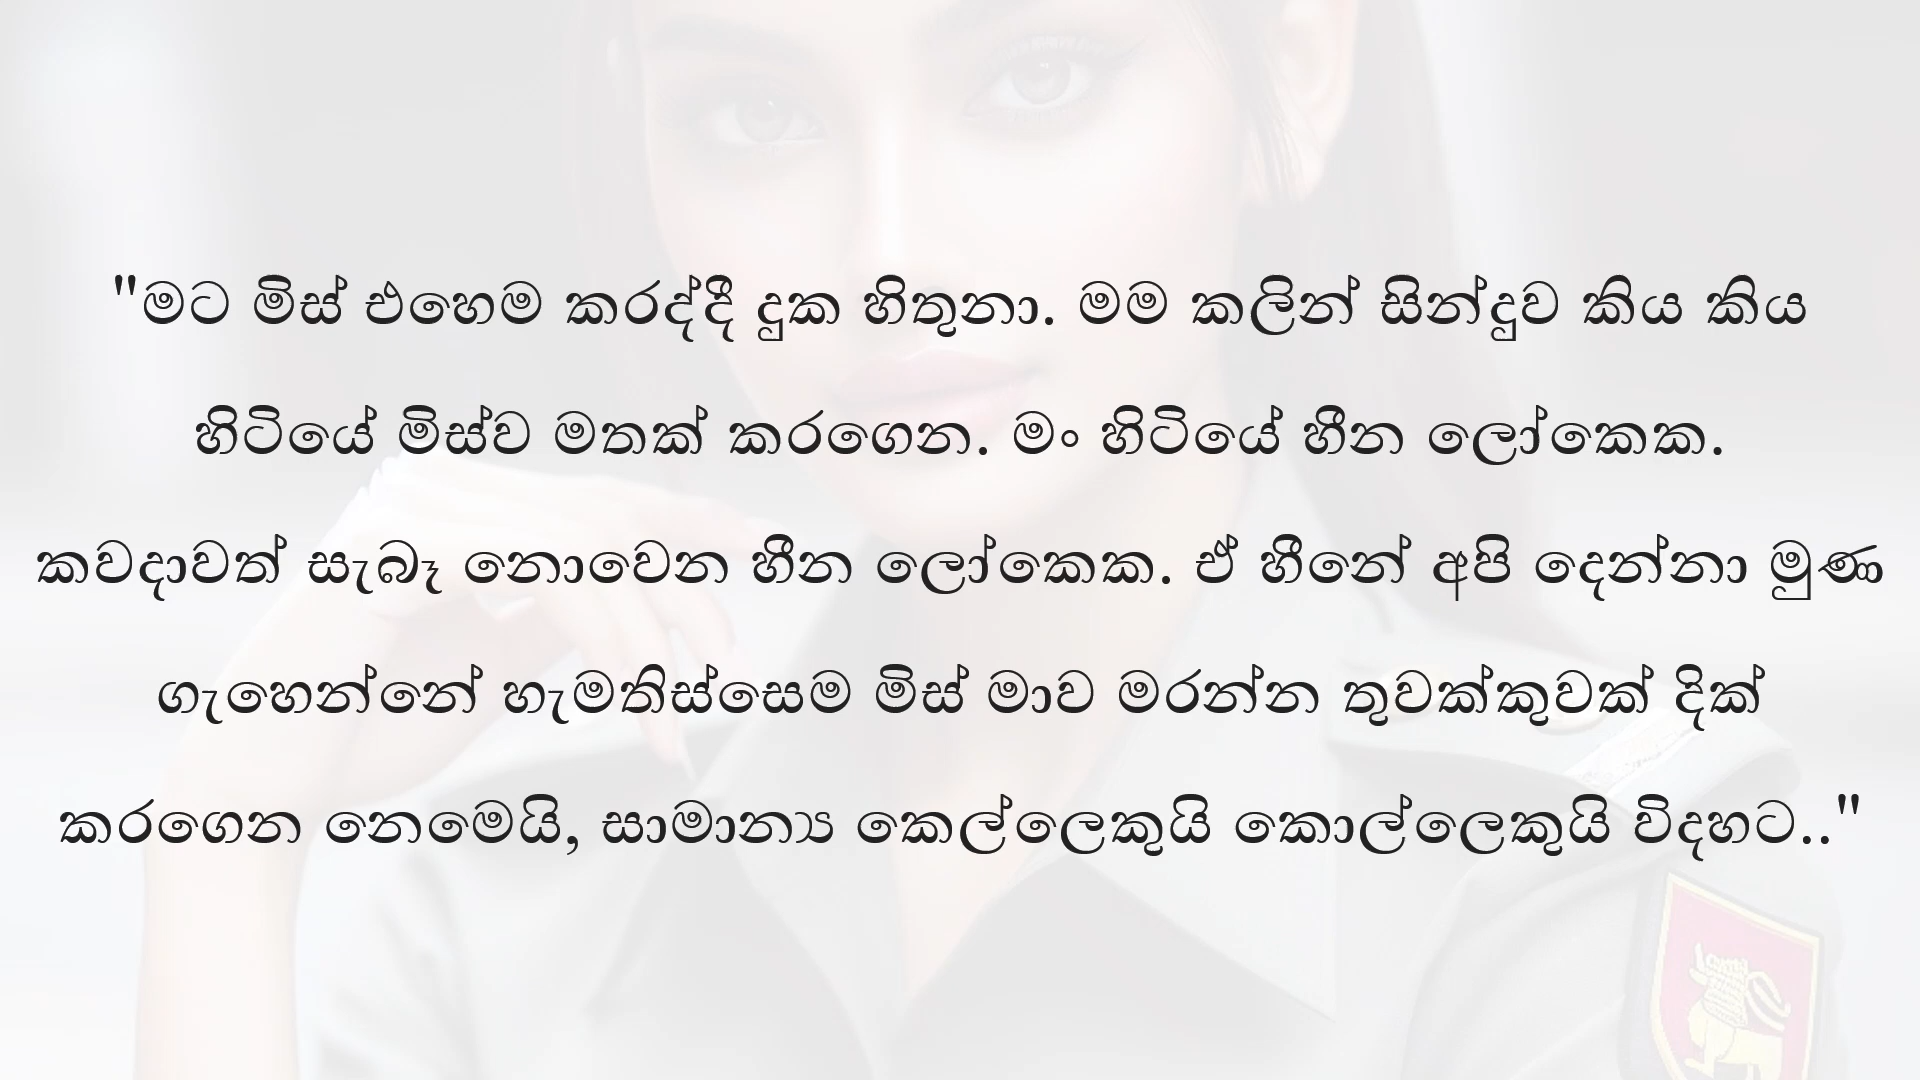 "මට මිස් එහෙම කරද්දී දුක හිතුනා. මම කලින් සින්දුව කිය කිය
හිටියේ මිස්ව මතක් කරගෙන. මං හිටියේ හීන ලෝකෙක.
කවදාවත් සැබෑ නොවෙන හීන ලෝකෙක. ඒ හීනේ අපි දෙන්නා මුණ
ගැහෙන්නේ හැමතිස්සෙම මිස් මාව මරන්න තුවක්කුවක් දික්
කරගෙන නෙමෙයි, සාමාන්‍ය කෙල්ලෙකුයි කොල්ලෙකුයි විදහට.."